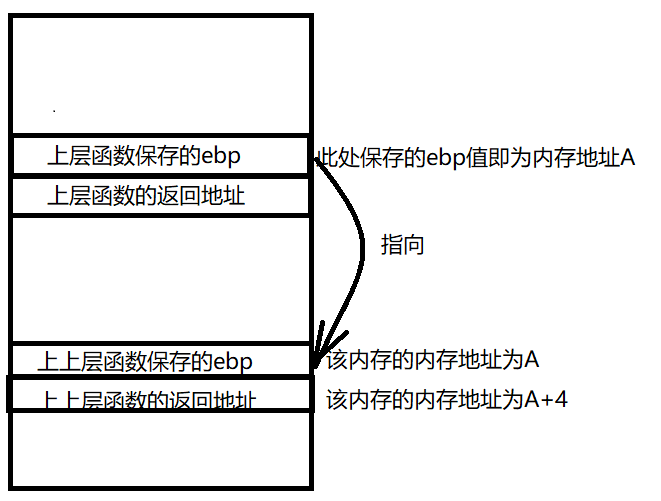 上层函数保存的ebp
此处保存的ebp值即为内存地址A
上层函数的返回地址
指向
上上层函数保存的ebp
该内存的内存地址为A
上上层函数的返回地址
该内存的内存地址为A+4